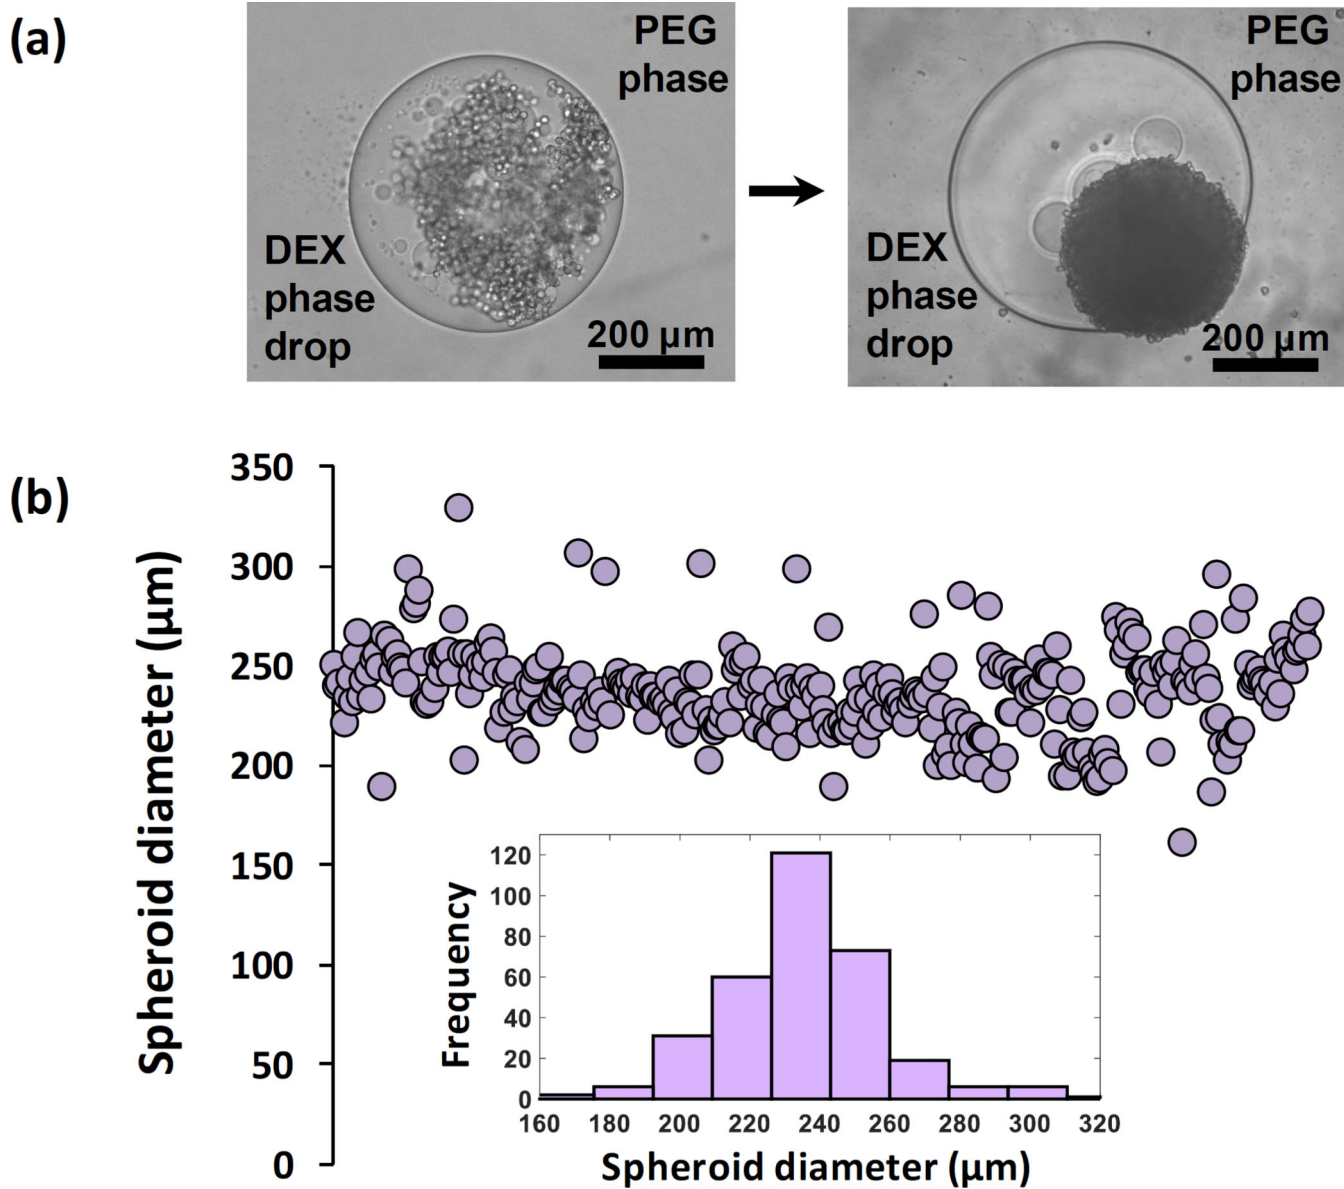 (a)
PEG
phase
DEX
phase
drop
200 µm
PEG
phase
DEX
phase
drop
200 µm
(b)
Spheroid diameter (µm)
350
300
250
200
150
100
50
0
Frequency
120
100
80
60
40
20
0
160 180 200 220 240 260 280 300 320
Spheroid diameter (µm)